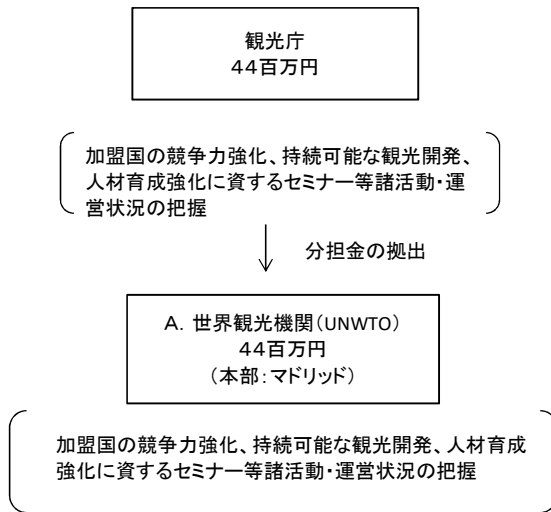 観光庁
44百万円
加盟国の競争力強化、持続可能な観光開発、
人材育成強化に資するセミナー等諸活動・運
営状況の把握
分担金の拠出
A．世界観光機関（UNWTO）
44百万円
（本部：マドリッド）
加盟国の競争力強化、持続可能な観光開発、人材育成
強化に資するセミナー等諸活動・運営状況の把握